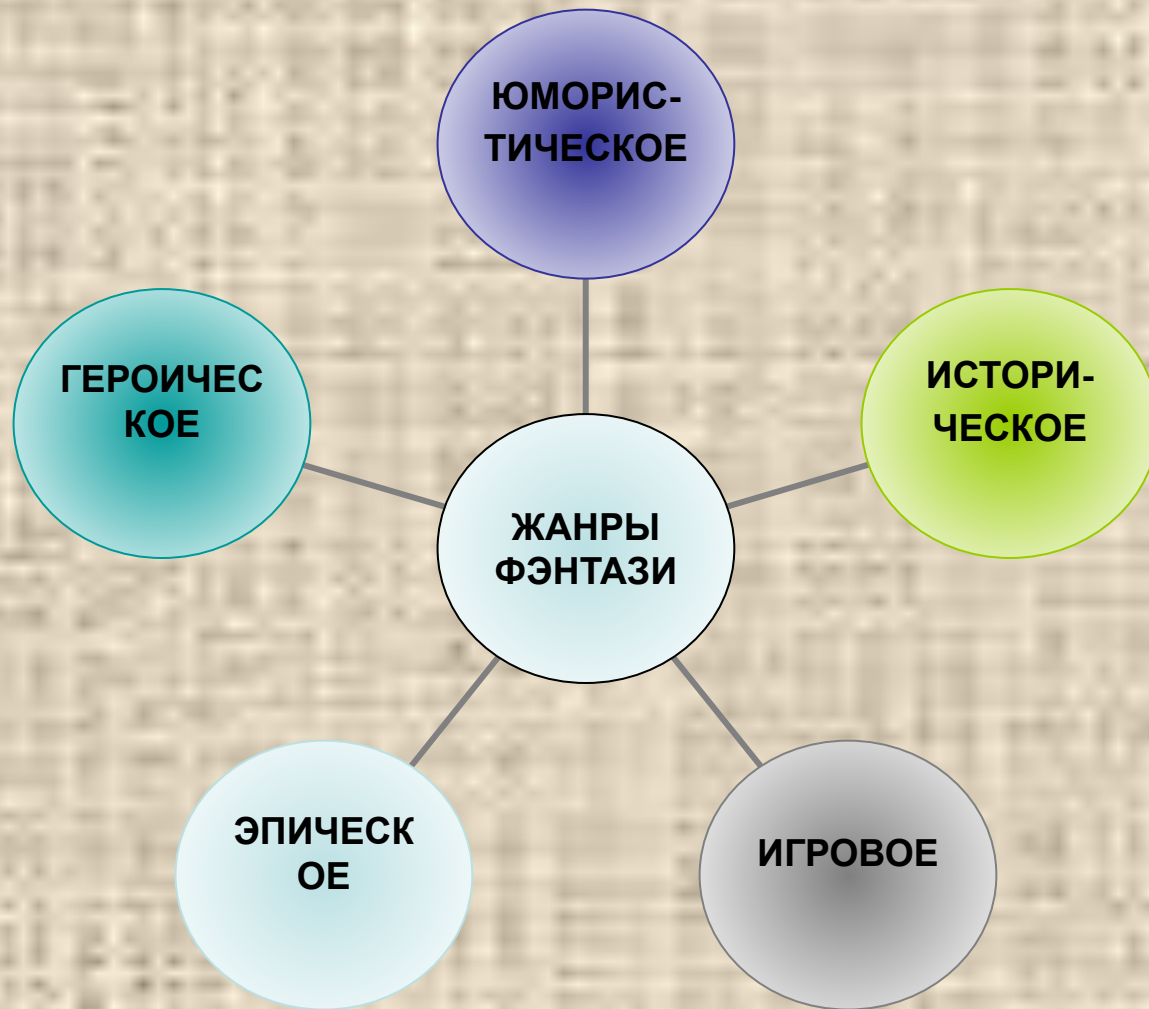 ЮМОРИС-
ТИЧЕСКОЕ
ГЕРОИЧЕС
КОЕ
ИСТОРИ-
ЧЕСКОЕ
ЖАНРЫ
ФЭНТАЗИ
ЭПИЧЕСК
ОЕ
ИГРОВОЕ